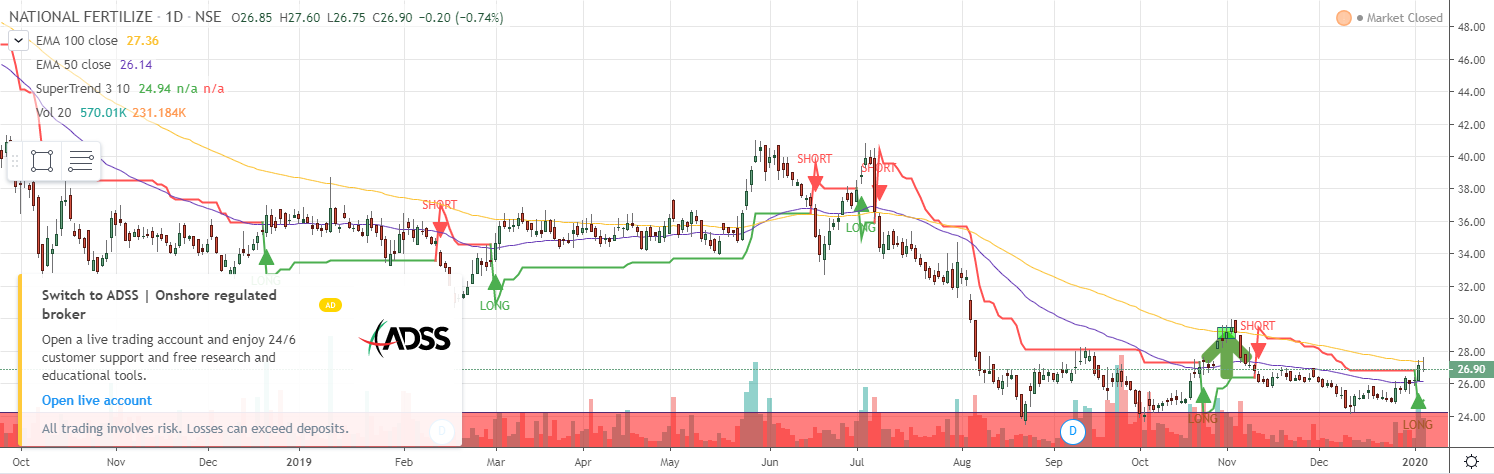 NATIONAL FERTILIZE · 1D · NSE O26.85 H27.60 L26.75 C26.90 −0.20 (−0.74%)
Market Closed
EMA 100 close 27.36
EMA 50 close 26.14
SuperTrend 3 10 24.94 n/a n/a
Vol 20 570.01K 231.184K
48.00
46.00
44.00
42.00
40.00
38.00
36.00
34.00
32.00
30.00
28.00
26.90
26.00
24.00
SHORT
SHORT
SHORT
SHORT
LONG
LONG
LONG
LONG
LONG
Switch to ADSS | Onshore regulated
broker
AD
Open a live trading account and enjoy 24/6
customer support and free research and
educational tools.
ADSS
Open live account
All trading involves risk. Losses can exceed deposits.
D
D
Oct Nov Dec 2019 Feb Mar Apr May Jun Jul Aug Sep Oct Nov Dec 2020